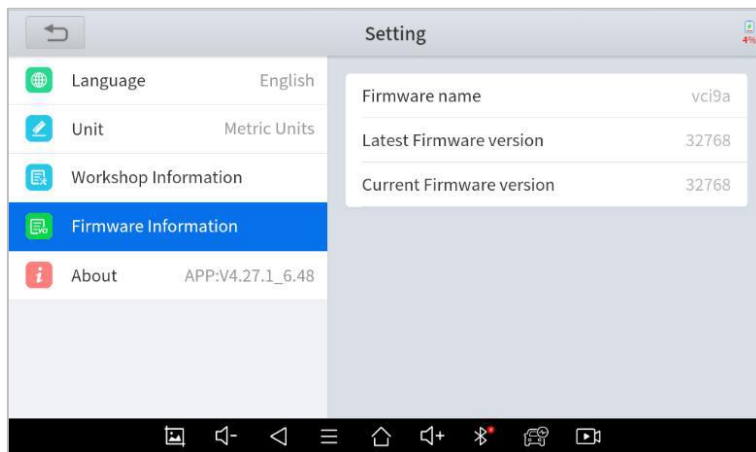 Setting
4%
Language English
Unit Metric Units
Workshop Information
Firmware Information
About APP:V4.27.1_6.48
Firmware name vci9a
Latest Firmware version 32768
Current Firmware version 32768